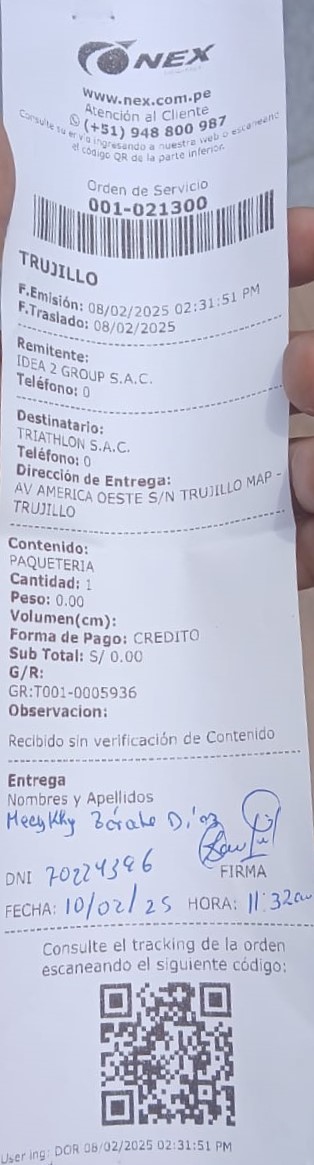 NEX
www.nex.com.pe
Atención al Cliente
(+51) 948 800 987
Consulte su envío ingresando a nuestra web o escaneando
el código QR de la parte inferior.
Orden de Servicio
001-021300
TRUJILLO
F.Emisión: 08/02/2025 02:31:51 PM
F.Traslado: 08/02/2025
Remitente:
IDEA 2 GROUP S.A.C.
Teléfono: 0
Destinatario:
TRIATHLON S.A.C.
Teléfono: 0
Dirección de Entrega:
AV AMERICA OESTE S/N TRUJILLO MAP -
TRUJILLO
Contenido:
PAQUETERIA
Cantidad: 1
Peso: 0.00
Volumen(cm):
Forma de Pago: CREDITO
Sub Total: S/ 0.00
G/R:
GR:T001-0005936
Observacion:
Recibido sin verificación de Contenido
Entrega
Nombres y Apellidos
Zárate Díaz
DNI 70224396
FIRMA
FECHA: 10/02/25 HORA: 11:32am
Consulte el tracking de la orden
escaneando el siguiente código:
User ing: DOR 08/02/2025 02:31:51 PM